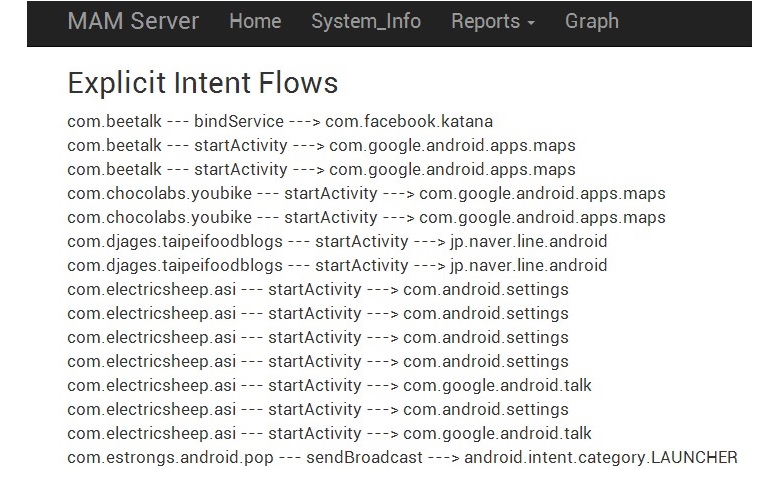 MAM Server Home System_Info Reports Graph
Explicit Intent Flows
com.beetalk --- bindService ---> com.facebook.katana
com.beetalk --- startActivity ---> com.google.android.apps.maps
com.beetalk --- startActivity ---> com.google.android.apps.maps
com.chocolabs.youbike --- startActivity ---> com.google.android.apps.maps
com.chocolabs.youbike --- startActivity ---> com.google.android.apps.maps
com.djages.taipeifoodblogs --- startActivity ---> jp.naver.line.android
com.djages.taipeifoodblogs --- startActivity ---> jp.naver.line.android
com.electricsheep.asi --- startActivity ---> com.android.settings
com.electricsheep.asi --- startActivity ---> com.android.settings
com.electricsheep.asi --- startActivity ---> com.android.settings
com.electricsheep.asi --- startActivity ---> com.android.settings
com.electricsheep.asi --- startActivity ---> com.google.android.talk
com.electricsheep.asi --- startActivity ---> com.android.settings
com.electricsheep.asi --- startActivity ---> com.google.android.talk
com.estrongs.android.pop --- sendBroadcast ---> android.intent.category.LAUNCHER